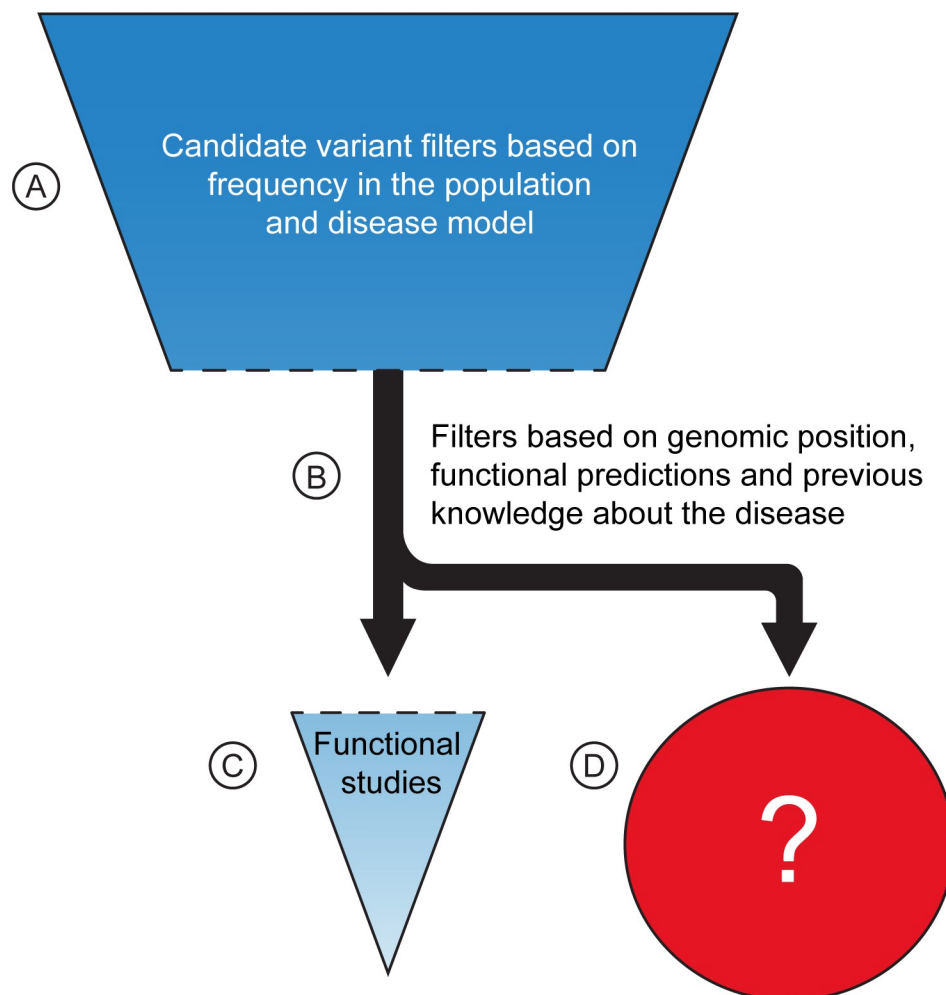 Candidate variant filters based on
frequency in the population
and disease model
A
Filters based on genomic position,
functional predictions and previous
knowledge about the disease
B
Functional
studies
C
D
?